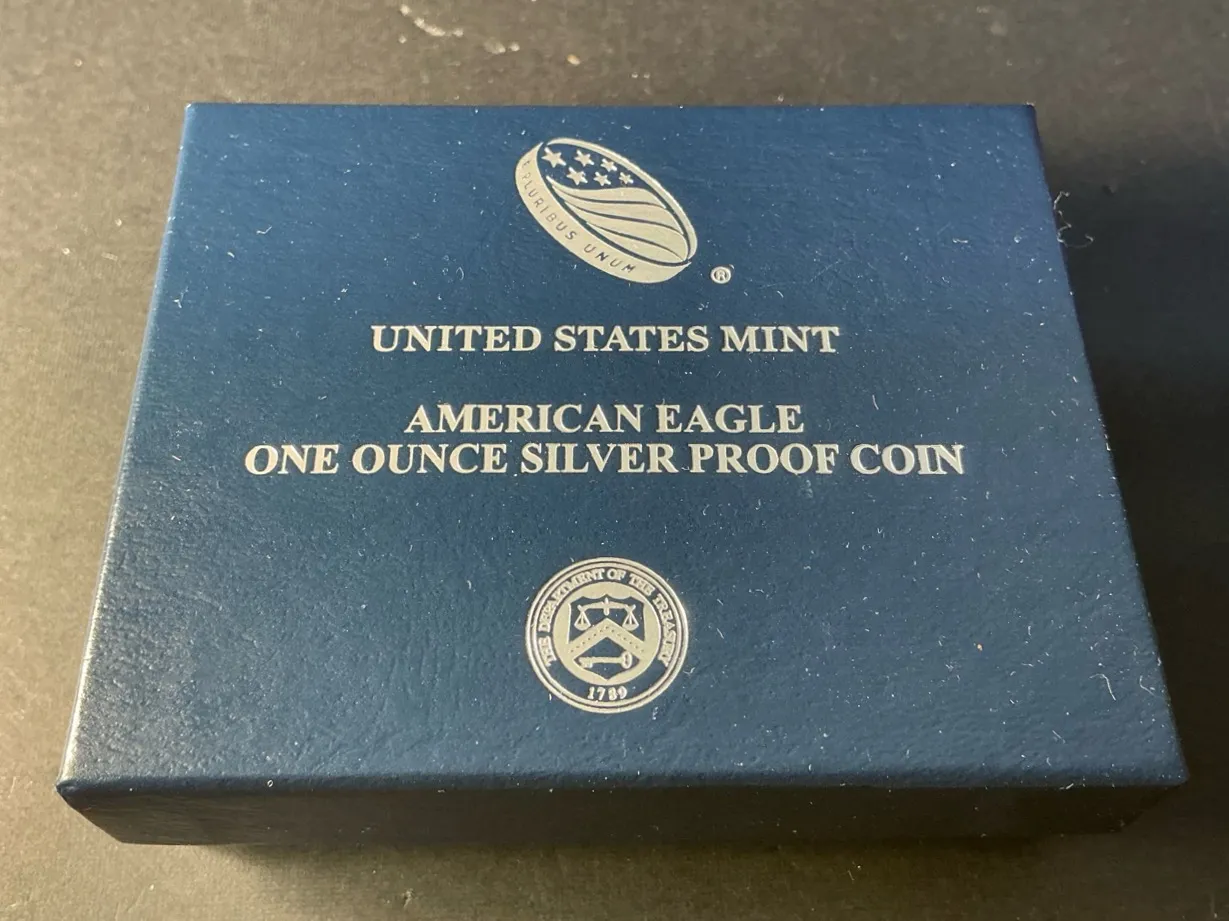 E PLURIBUS UNUM
®
UNITED STATES MINT
AMERICAN EAGLE
ONE OUNCE SILVER PROOF COIN
THE DEPARTMENT OF THE TREASURY
1789